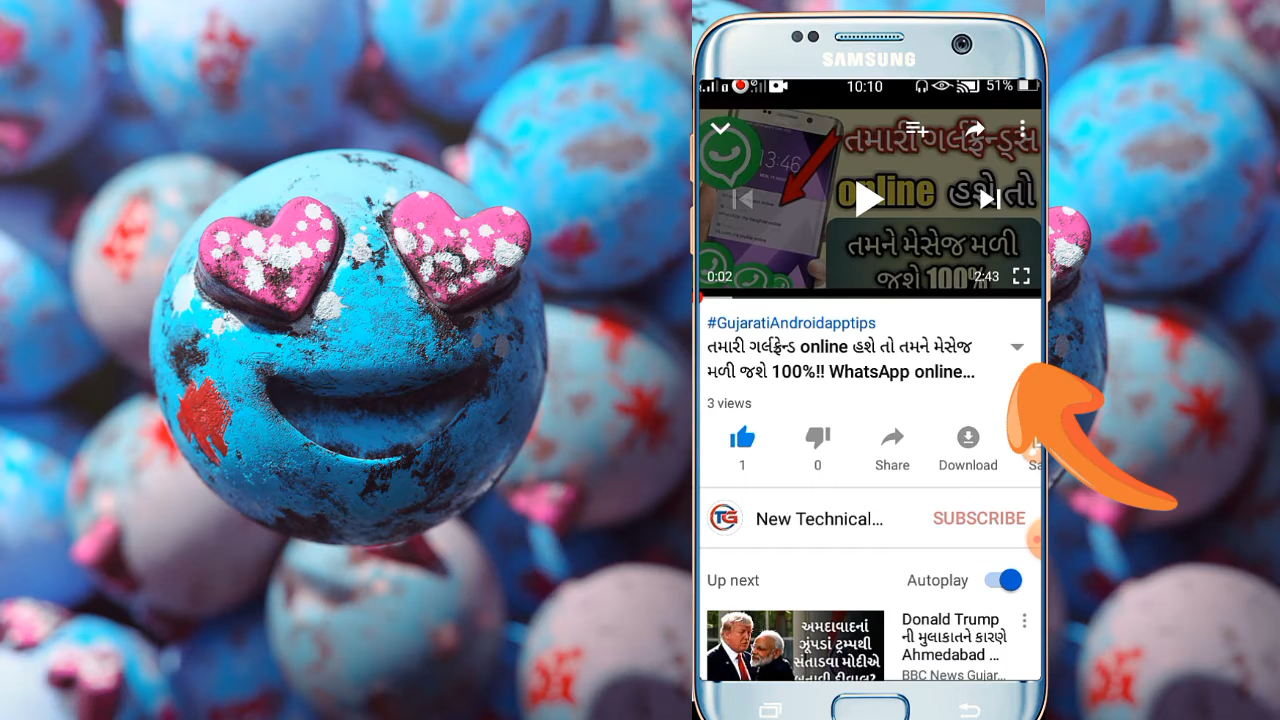 SAMSUNG
10:10
51%
13:46
તમારી ગર્લફ્રેન્ડ્સ
online હશે તો
તમને મેસેજ મળી
જશે 100%
0:02
2:43
#GujaratiAndroidapptips
તમારી ગર્લફ્રેન્ડ online હશે તો તમને મેસેજ
મળી જશે 100%!! WhatsApp online...
3 views
1
0
Share
Download
Sa
TG
New Technical...
SUBSCRIBE
Up next
Autoplay
અમદાવાદનાં
ઝૂંપડાં ટ્રમ્પથી
સંતાડવા મોદીએ
Donald Trump
ની મુલાકાતને કારણે
Ahmedabad ...
BBC News Gujar...